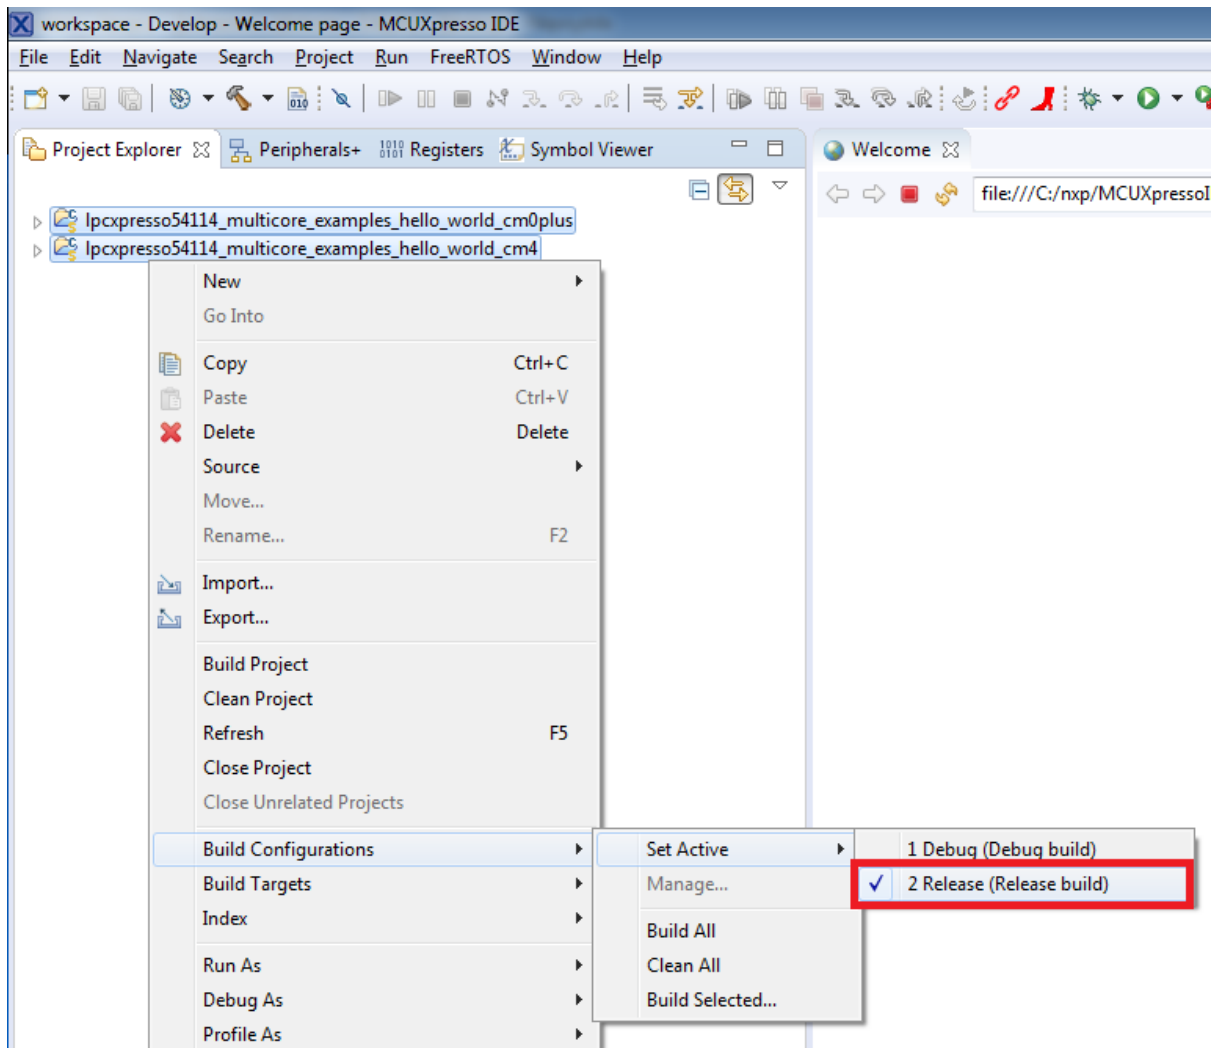 workspace - Develop - Welcome page - MCUXpresso IDE
File Edit Navigate Search Project Run FreeRTOS Window Help
010
Project Explorer Peripherals+ 1010 0101 Registers Symbol Viewer
Welcome
file:///C:/nxp/MCUXpressoI
lpcxpresso54114_multicore_examples_hello_world_cm0plus
lpcxpresso54114_multicore_examples_hello_world_cm4
New
Go Into
Copy Ctrl+C
Paste Ctrl+V
Delete Delete
Source
Move...
Rename... F2
Import...
Export...
Build Project
Clean Project
Refresh F5
Close Project
Close Unrelated Projects
Build Configurations
Build Targets
Index
Run As
Debug As
Profile As
Set Active
Manage...
Build All
Clean All
Build Selected...
1 Debug (Debug build)
2 Release (Release build)